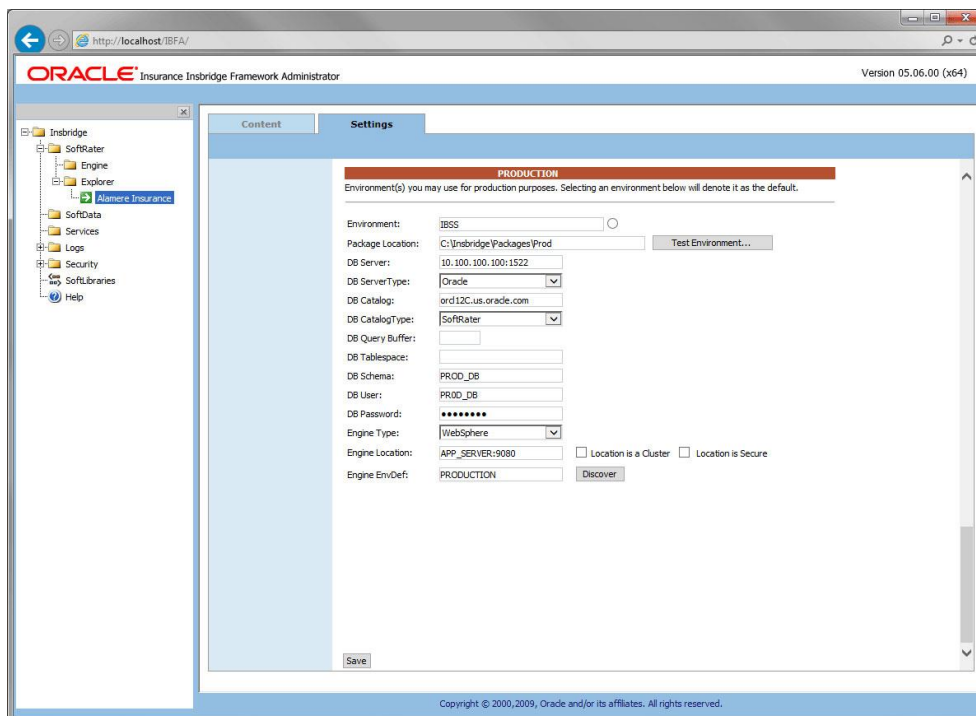 http://localhost/IBFA/
ORACLE® Insurance Insbridge Framework Administrator
Version 05.06.00 (x64)
Insbridge
SoftRater
Engine
Explorer
Alamere Insurance
SoftData
Services
Logs
Security
SoftLibraries
Help
Content Settings
PRODUCTION
Environment(s) you may use for production purposes. Selecting an environment below will denote it as the default.
Environment: IBSS
Package Location: C:\Insbridge\Packages\Prod Test Environment...
DB Server: 10.100.100.100:1522
DB ServerType: Oracle
DB Catalog: orcl12C.us.oracle.com
DB CatalogType: SoftRater
DB Query Buffer:
DB Tablespace:
DB Schema: PROD_DB
DB User: PR0D_DB
DB Password: ●●●●●●●●
Engine Type: WebSphere
Engine Location: APP_SERVER:9080 Location is a Cluster Location is Secure
Engine EnvDef: PRODUCTION Discover
Save
Copyright © 2000,2009, Oracle and/or its affiliates. All rights reserved.